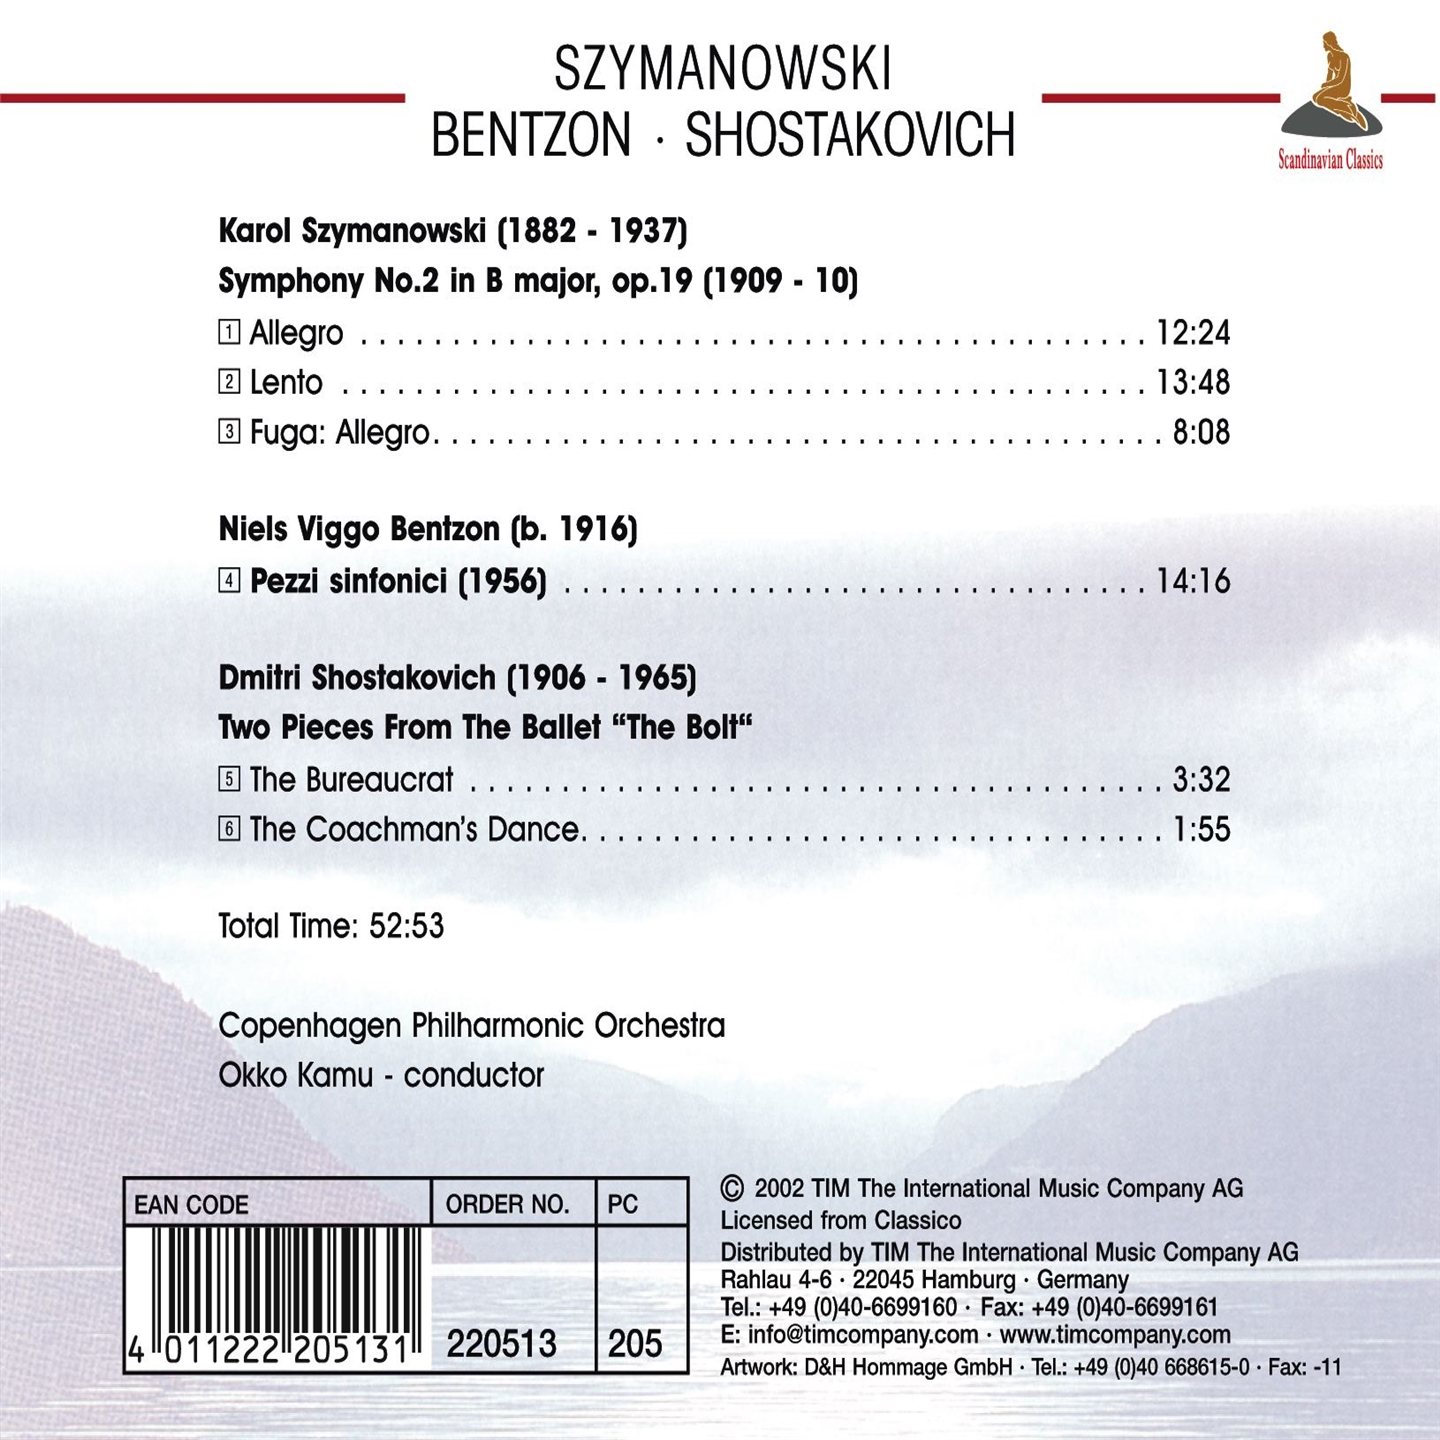 SZYMANOWSKI
BENTZON · SHOSTAKOVICH
Scandinavian Classics
Karol Szymanowski (1882 - 1937)
Symphony No.2 in B major, op.19 (1909 - 10)
1 Allegro . . . . . . . . . . . . . . . . . . . . . . . . . . . . . . . . . . . . . . . . . . . 12:24
2 Lento . . . . . . . . . . . . . . . . . . . . . . . . . . . . . . . . . . . . . . . . . . . . 13:48
3 Fuga: Allegro. . . . . . . . . . . . . . . . . . . . . . . . . . . . . . . . . . . . . . . . 8:08
Niels Viggo Bentzon (b. 1916)
4 Pezzi sinfonici (1956) . . . . . . . . . . . . . . . . . . . . . . . . . . . . . . . . 14:16
Dmitri Shostakovich (1906 - 1965)
Two Pieces From The Ballet “The Bolt“
5 The Bureaucrat . . . . . . . . . . . . . . . . . . . . . . . . . . . . . . . . . . . . . . 3:32
6 The Coachman’s Dance. . . . . . . . . . . . . . . . . . . . . . . . . . . . . . . . 1:55
Total Time: 52:53
Copenhagen Philharmonic Orchestra
Okko Kamu - conductor
EAN CODE ORDER NO. PC
4 011222 205131 220513 205
© 2002 TIM The International Music Company AG
Licensed from Classico
Distributed by TIM The International Music Company AG
Rahlau 4-6 · 22045 Hamburg · Germany
Tel.: +49 (0)40-6699160 · Fax: +49 (0)40-6699161
E: info@timcompany.com · www.timcompany.com
Artwork: D&H Hommage GmbH · Tel.: +49 (0)40 668615-0 · Fax: -11